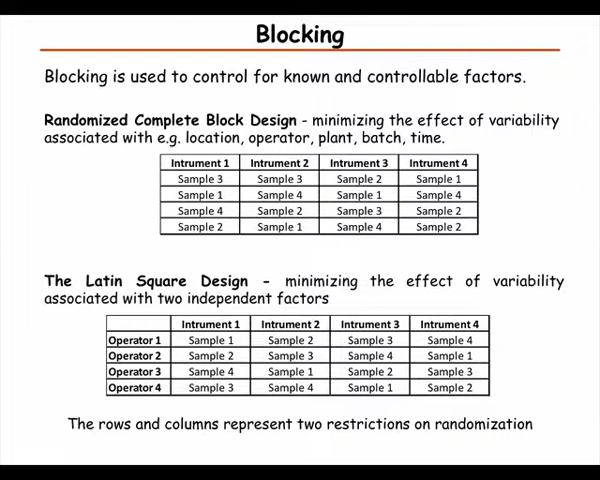 Blocking
Blocking is used to control for known and controllable factors.
Randomized Complete Block Design - minimizing the effect of variability
associated with e.g. location, operator, plant, batch, time.
Intrument 1 Intrument 2 Intrument 3 Intrument 4
Sample 3 Sample 3 Sample 2 Sample 1
Sample 1 Sample 4 Sample 1 Sample 4
Sample 4 Sample 2 Sample 3 Sample 2
Sample 2 Sample 1 Sample 4 Sample 2
The Latin Square Design - minimizing the effect of variability
associated with two independent factors
Intrument 1 Intrument 2 Intrument 3 Intrument 4
Operator 1 Sample 1 Sample 2 Sample 3 Sample 4
Operator 2 Sample 2 Sample 3 Sample 4 Sample 1
Operator 3 Sample 4 Sample 1 Sample 2 Sample 3
Operator 4 Sample 3 Sample 4 Sample 1 Sample 2
The rows and columns represent two restrictions on randomization